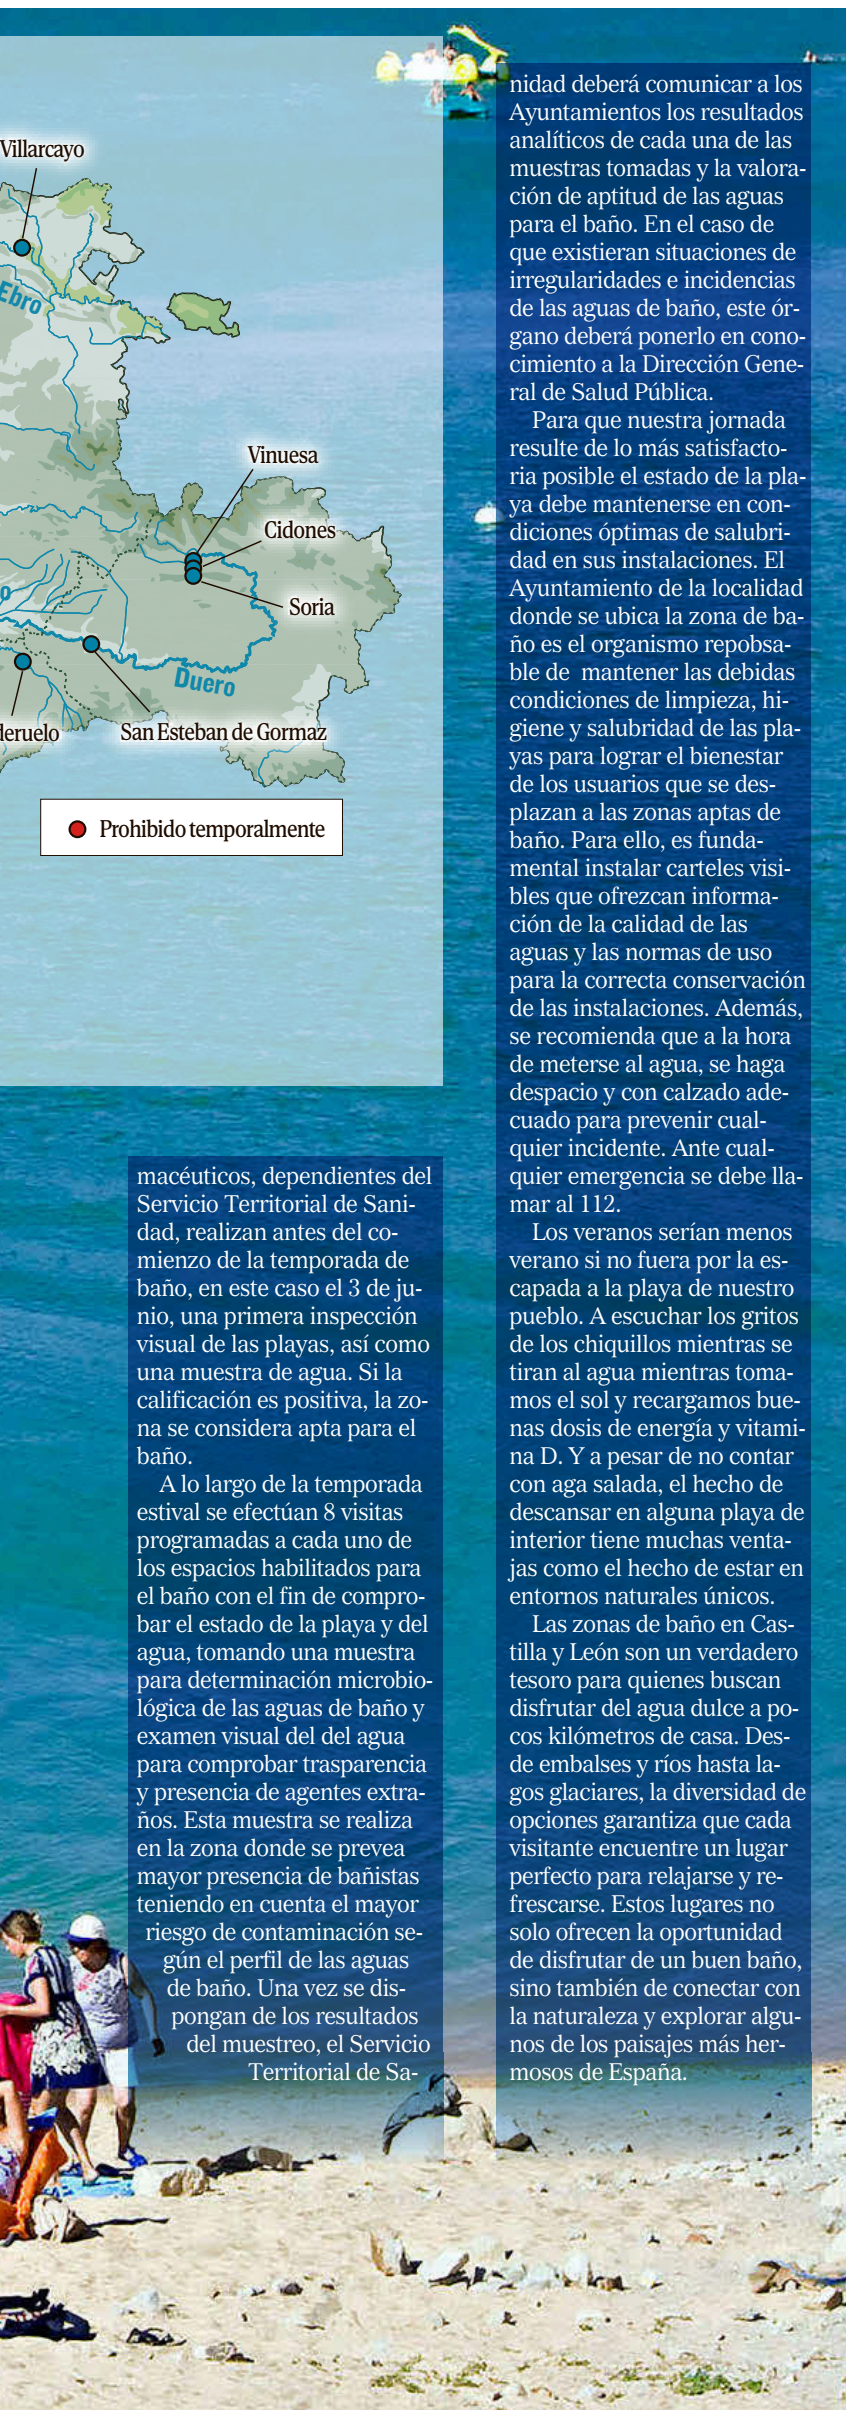 Villarcayo
Ebro
Vinuesa
Cidones
Soria
Duero
San Esteban de Gormaz
Prohibido temporalmente
macéuticos, dependientes del
Servicio Territorial de Sani-
dad, realizan antes del co-
mienzo de la temporada de
baño, en este caso el 3 de ju-
nio, una primera inspección
visual de las playas, así como
una muestra de agua. Si la
calificación es positiva, la zo-
na se considera apta para el
baño.
A lo largo de la temporada
estival se efectúan 8 visitas
programadas a cada uno de
los espacios habilitados para
el baño con el fin de compro-
bar el estado de la playa y del
agua, tomando una muestra
para determinación microbio-
lógica de las aguas de baño y
examen visual del del agua
para comprobar trasparencia
y presencia de agentes extra-
ños. Esta muestra se realiza
en la zona donde se prevea
mayor presencia de bañistas
teniendo en cuenta el mayor
riesgo de contaminación se-
gún el perfil de las aguas
de baño. Una vez se dis-
pongan de los resultados
del muestreo, el Servicio
Territorial de Sa-
nidad deberá comunicar a los
Ayuntamientos los resultados
analíticos de cada una de las
muestras tomadas y la valora-
ción de aptitud de las aguas
para el baño. En el caso de
que existieran situaciones de
irregularidades e incidencias
de las aguas de baño, este ór-
gano deberá ponerlo en cono-
cimiento a la Dirección Gene-
ral de Salud Pública.
Para que nuestra jornada
resulte de lo más satisfacto-
ria posible el estado de la pla-
ya debe mantenerse en con-
diciones óptimas de salubri-
dad en sus instalaciones. El
Ayuntamiento de la localidad
donde se ubica la zona de ba-
ño es el organismo repobsa-
ble de mantener las debidas
condiciones de limpieza, hi-
giene y salubridad de las pla-
yas para lograr el bienestar
de los usuarios que se des-
plazan a las zonas aptas de
baño. Para ello, es funda-
mental instalar carteles visi-
bles que ofrezcan informa-
ción de la calidad de las
aguas y las normas de uso
para la correcta conservación
de las instalaciones. Además,
se recomienda que a la hora
de meterse al agua, se haga
despacio y con calzado ade-
cuado para prevenir cual-
quier incidente. Ante cual-
quier emergencia se debe lla-
mar al 112.
Los veranos serían menos
verano si no fuera por la es-
capada a la playa de nuestro
pueblo. A escuchar los gritos
de los chiquillos mientras se
tiran al agua mientras toma-
mos el sol y recargamos bue-
nas dosis de energía y vitami-
na D. Y a pesar de no contar
con aga salada, el hecho de
descansar en alguna playa de
interior tiene muchas venta-
jas como el hecho de estar en
entornos naturales únicos.
Las zonas de baño en Cas-
tilla y León son un verdadero
tesoro para quienes buscan
disfrutar del agua dulce a po-
cos kilómetros de casa. Des-
de embalses y ríos hasta la-
gos glaciares, la diversidad de
opciones garantiza que cada
visitante encuentre un lugar
perfecto para relajarse y re-
frescarse. Estos lugares no
solo ofrecen la oportunidad
de disfrutar de un buen baño,
sino también de conectar con
la naturaleza y explorar algu-
nos de los paisajes más her-
mosos de España.